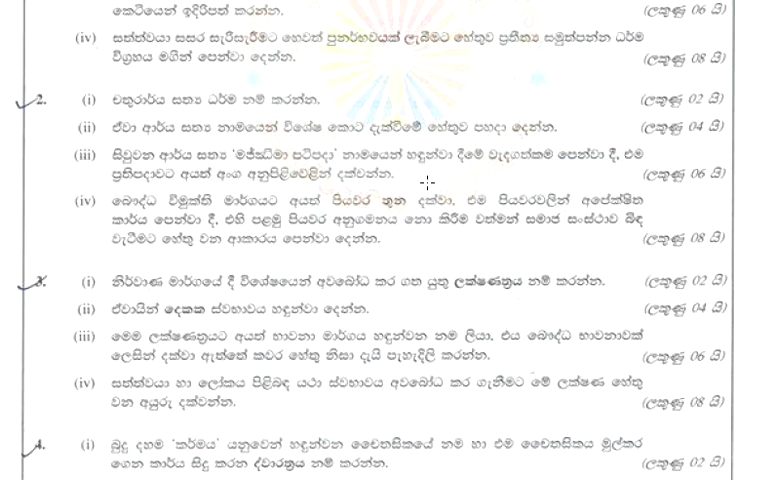 කෙටියෙන් ඉදිරිපත් කරන්න. (ලකුණු 06 යි)
(iv) සත්ත්වයා සසර සැරිසැරීමට හෙවත් පුනර්භවයක් ලැබීමට හේතුව ප්‍රතීත්‍ය සමුත්පන්න ධර්ම
විග්‍රහය මගින් පෙන්වා දෙන්න. (ලකුණු 08 යි)
2. (i) චතුරාර්ය සත්‍ය ධර්ම නම් කරන්න. (ලකුණු 02 යි)
(ii) ඒවා ආර්ය සත්‍ය නාමයෙන් විශේෂ කොට දැක්වීමේ හේතුව පහදා දෙන්න. (ලකුණු 04 යි)
(iii) සිවුවන ආර්ය සත්‍ය 'මජ්ඣිමා පටිපදා' නාමයෙන් හඳුන්වා දීමේ වැදගත්කම පෙන්වා දී, එම
ප්‍රතිපදාවට අයත් අංග අනුපිළිවෙළින් දක්වන්න. (ලකුණු 06 යි)
(iv) බෞද්ධ විමුක්ති මාර්ගයට අයත් පියවර තුන දක්වා, එම පියවරවලින් අපේක්ෂිත
කාර්ය පෙන්වා දී, එහි පළමු පියවර අනුගමනය නො කිරීම වත්මන් සමාජ සංස්ථාව බිඳ
වැටීමට හේතු වන ආකාරය පෙන්වා දෙන්න. (ලකුණු 08 යි)
3. (i) නිර්වාණ මාර්ගයේ දී විශේෂයෙන් අවබෝධ කර ගත යුතු ලක්ෂණත්‍රය නම් කරන්න. (ලකුණු 02 යි)
(ii) ඒවායින් දෙකක ස්වභාවය හඳුන්වා දෙන්න. (ලකුණු 04 යි)
(iii) මෙම ලක්ෂණත්‍රයට අයත් භාවනා මාර්ගය හඳුන්වන නම ලියා, එය බෞද්ධ භාවනාවක්
ලෙසින් දක්වා ඇත්තේ කවර හේතු නිසා දැයි පැහැදිලි කරන්න. (ලකුණු 06 යි)
(iv) සත්ත්වයා හා ලෝකය පිළිබඳ යථා ස්වභාවය අවබෝධ කර ගැනීමට මේ ලක්ෂණ හේතු
වන අයුරු දක්වන්න. (ලකුණු 08 යි)
4. (i) බුදු දහම 'කර්මය' යනුවෙන් හඳුන්වන චෛතසිකයේ නම හා එම චෛතසිකය මුල්කර
ගෙන කාර්ය සිදු කරන ද්වාරත්‍රය නම් කරන්න. (ලකුණු 02 යි)